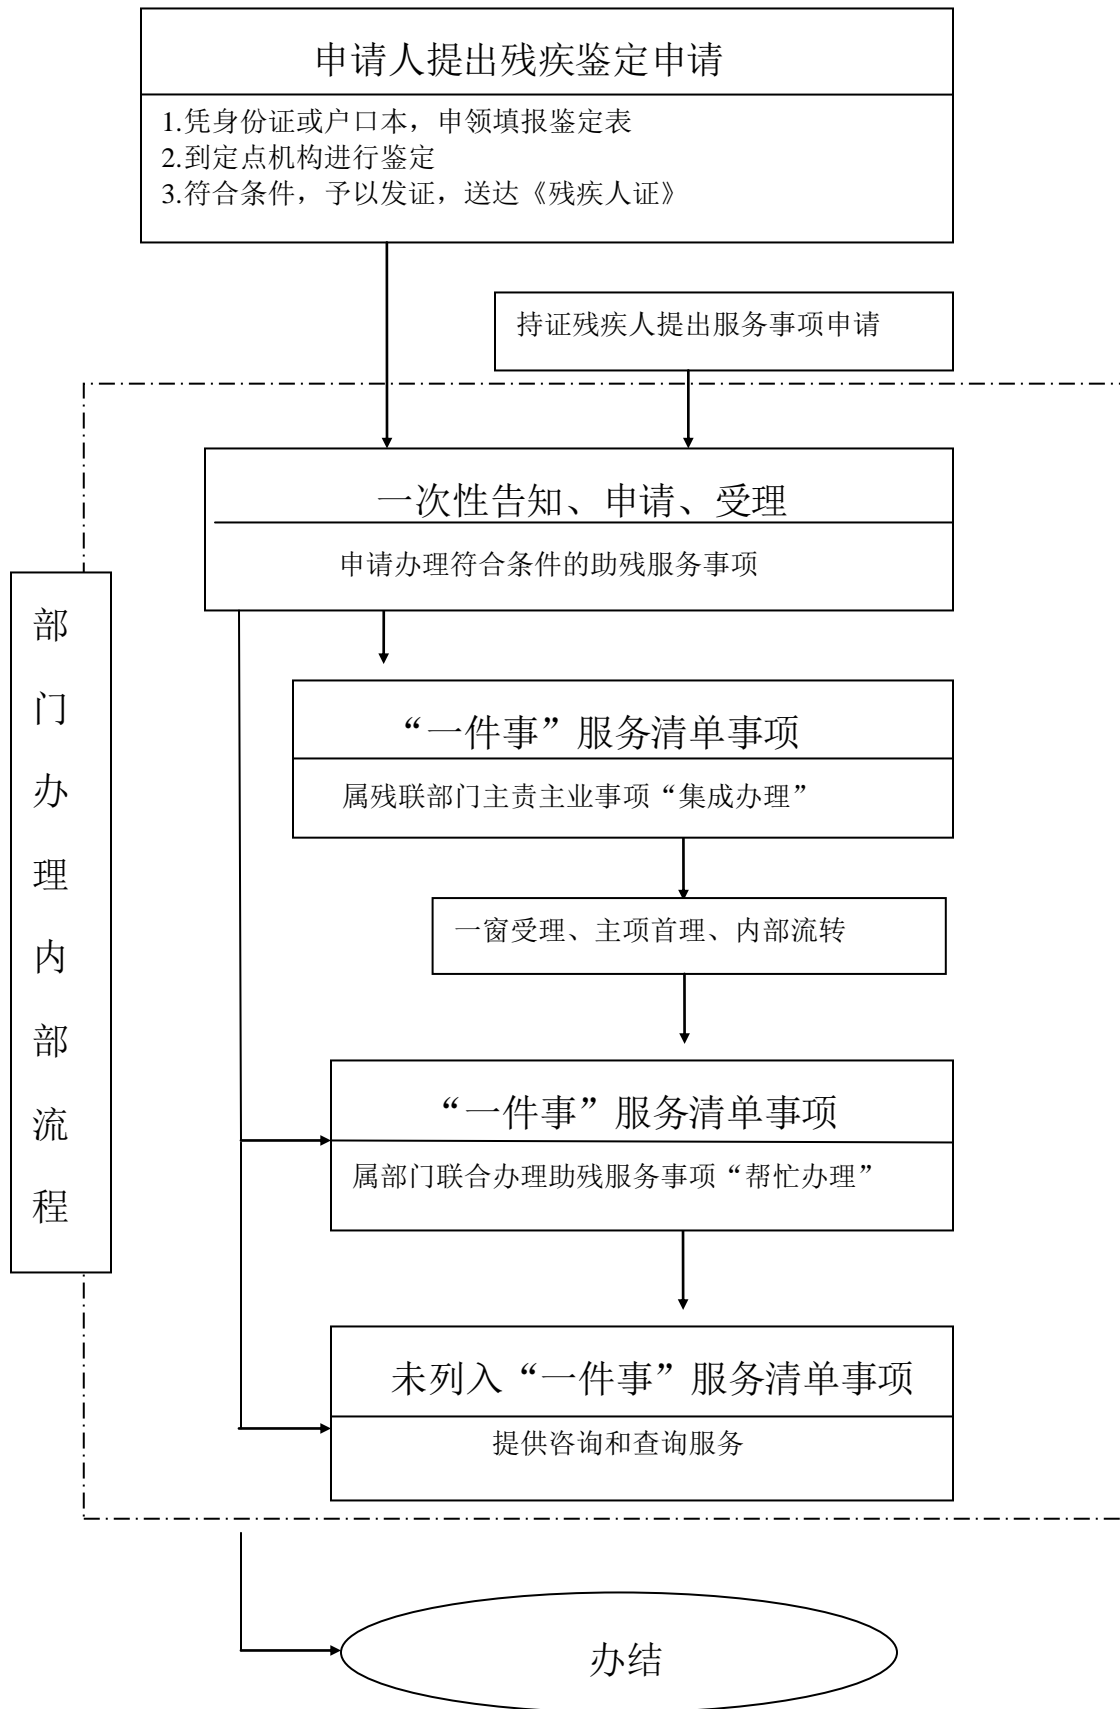 申请人提出残疾鉴定申请
1.凭身份证或户口本，申领填报鉴定表
2.到定点机构进行鉴定
3.符合条件，予以发证，送达《残疾人证》
持证残疾人提出服务事项申请
一次性告知、申请、受理
申请办理符合条件的助残服务事项
部门办理内部流程
“一件事”服务清单事项
属残联部门主责主业事项“集成办理”
一窗受理、主项首理、内部流转
“一件事”服务清单事项
属部门联合办理助残服务事项“帮忙办理”
未列入“一件事”服务清单事项
提供咨询和查询服务
办结